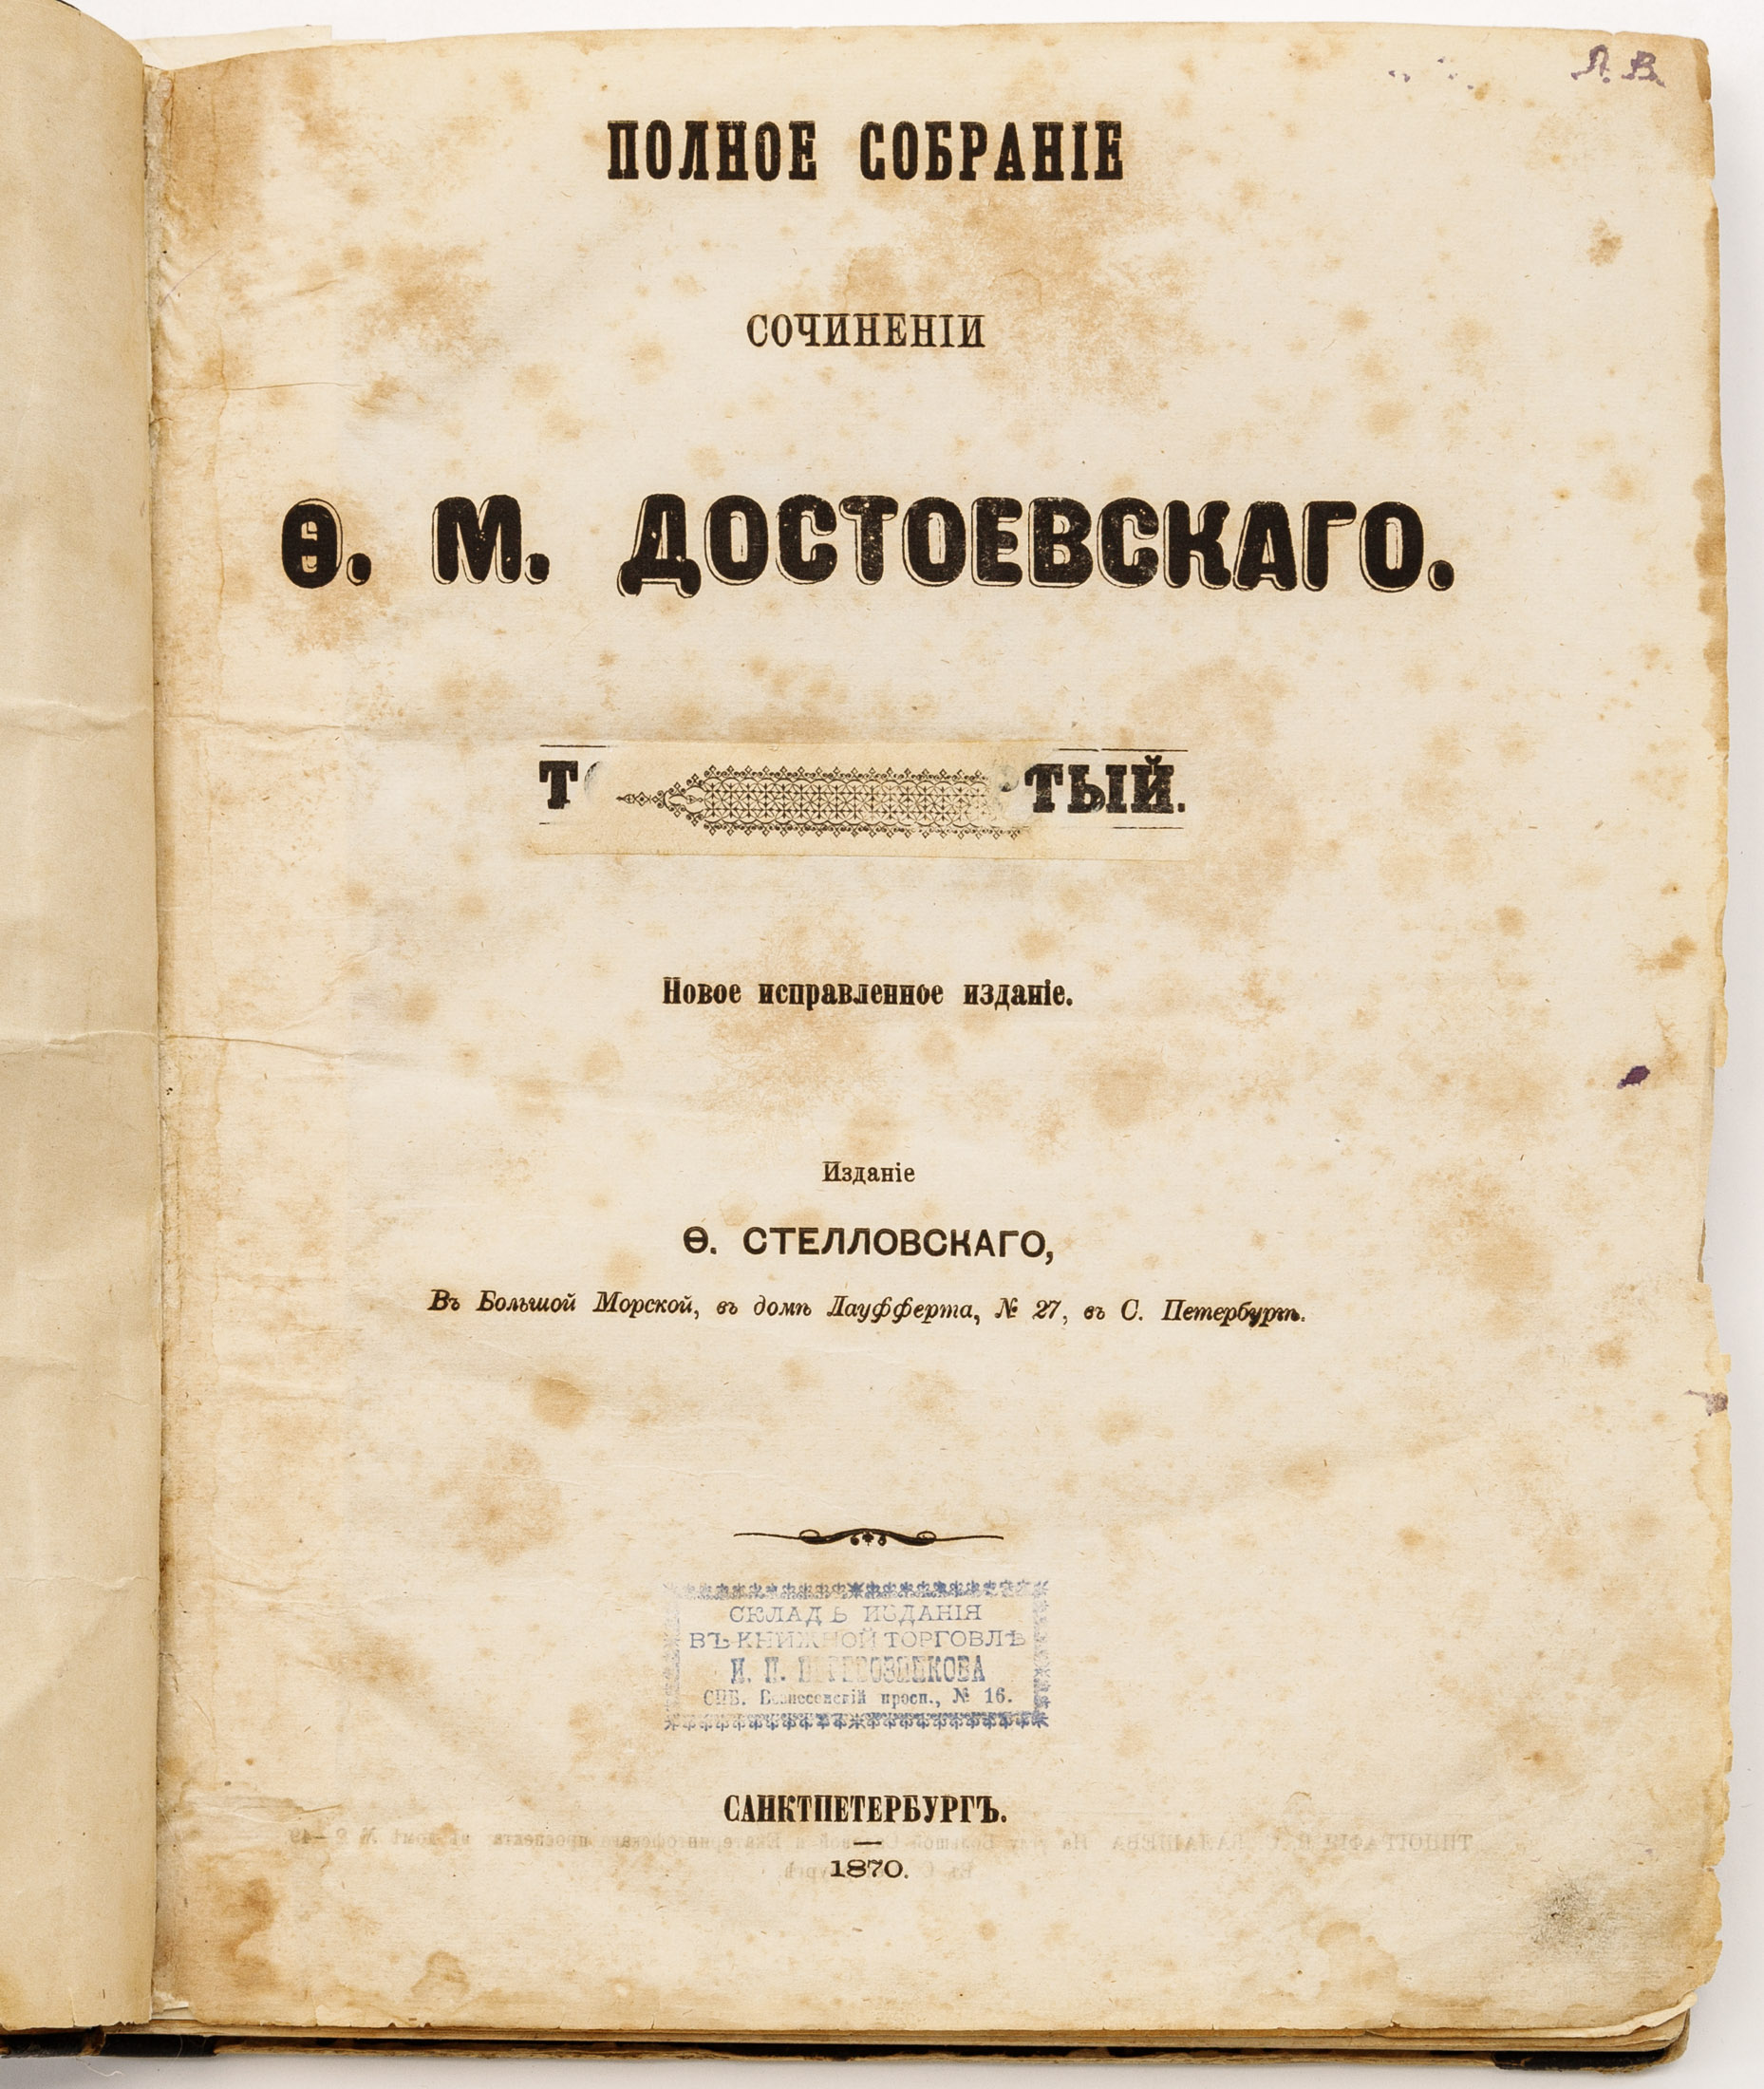 Л. В.
ПОЛНОЕ СОБРАНІЕ
СОЧИНЕНІИ
Ѳ. М. ДОСТОЕВСКАГО.
ТЫЙ.
Новое исправленное изданіе.
Изданіе
Ѳ. СТЕЛЛОВСКАГО,
Въ Большой Морской, въ домѣ Лауфферта, № 27, въ С. Петербургѣ.
СКЛАДЪ ИЗДАНІЯ
ВЪ КНИЖНОЙ ТОРГОВЛѢ
СПБ. Вознесенскій просп., № 16.
САНКТПЕТЕРБУРГЪ.
1870.